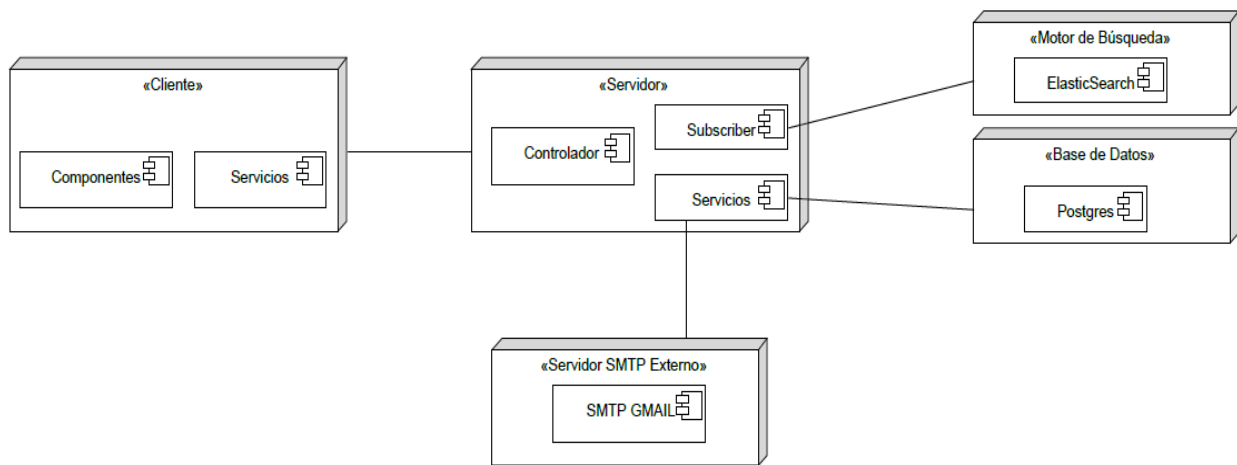 «Cliente»
Componentes
Servicios
«Servidor»
Controlador
Subscriber
Servicios
«Motor de Búsqueda»
ElasticSearch
«Base de Datos»
Postgres
«Servidor SMTP Externo»
SMTP GMAIL